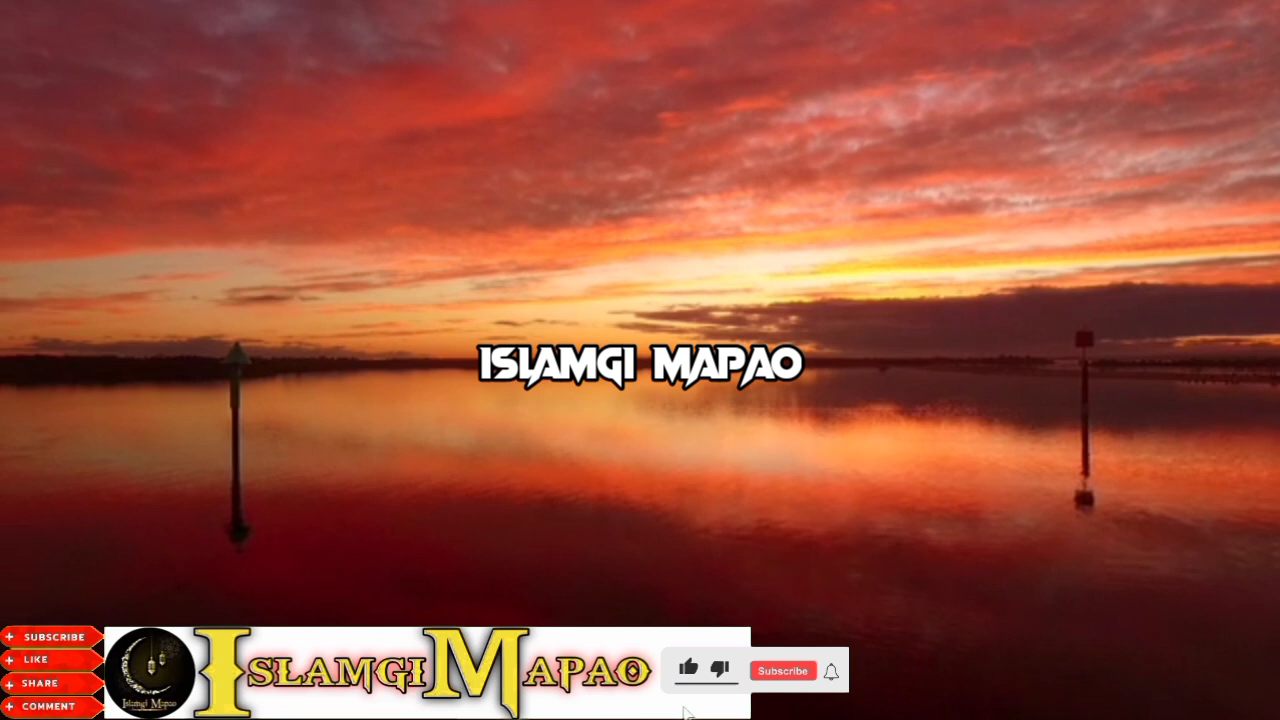 ISLAMGI MAPAO
+ SUBSCRIBE
+ LIKE
+ SHARE
+ COMMENT
Islamgi Mapao
ISLAMGI MAPAO
Subscribe